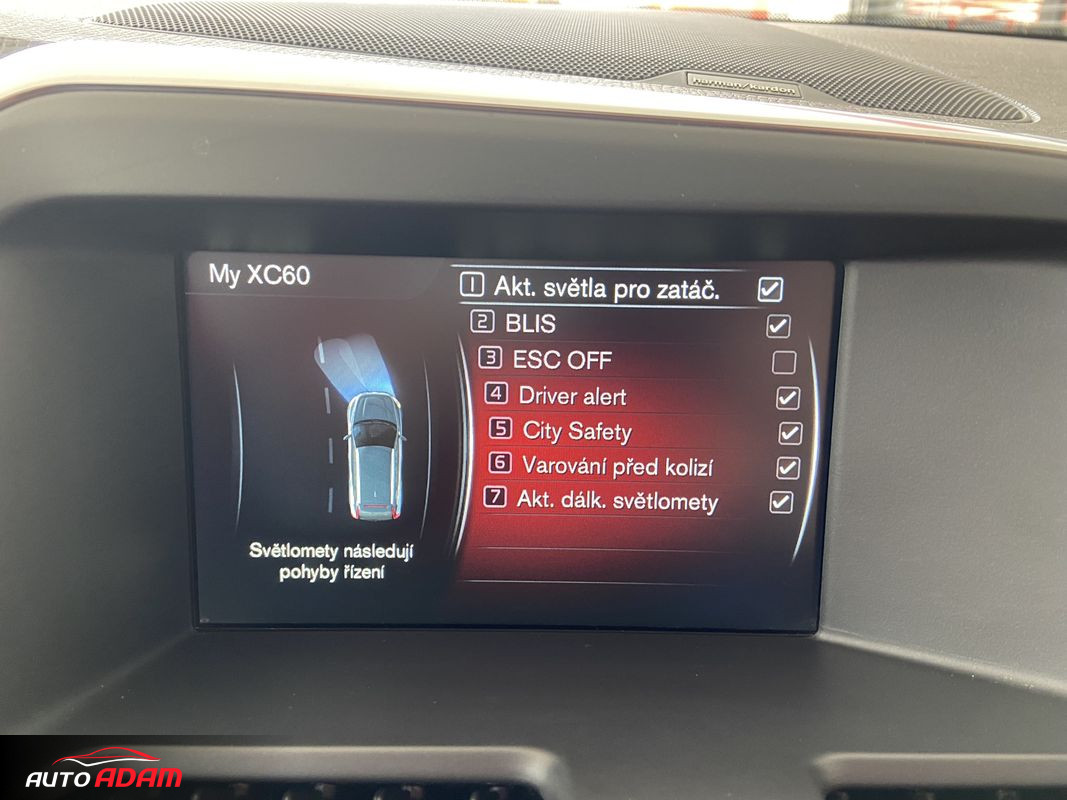 harman/kardon
My XC60
1 Akt. světla pro zatáč.
2 BLIS
3 ESC OFF
4 Driver alert
5 City Safety
6 Varování před kolizí
7 Akt. dálk. světlomety
Světlomety následují
pohyby řízení
AUTO ADAM